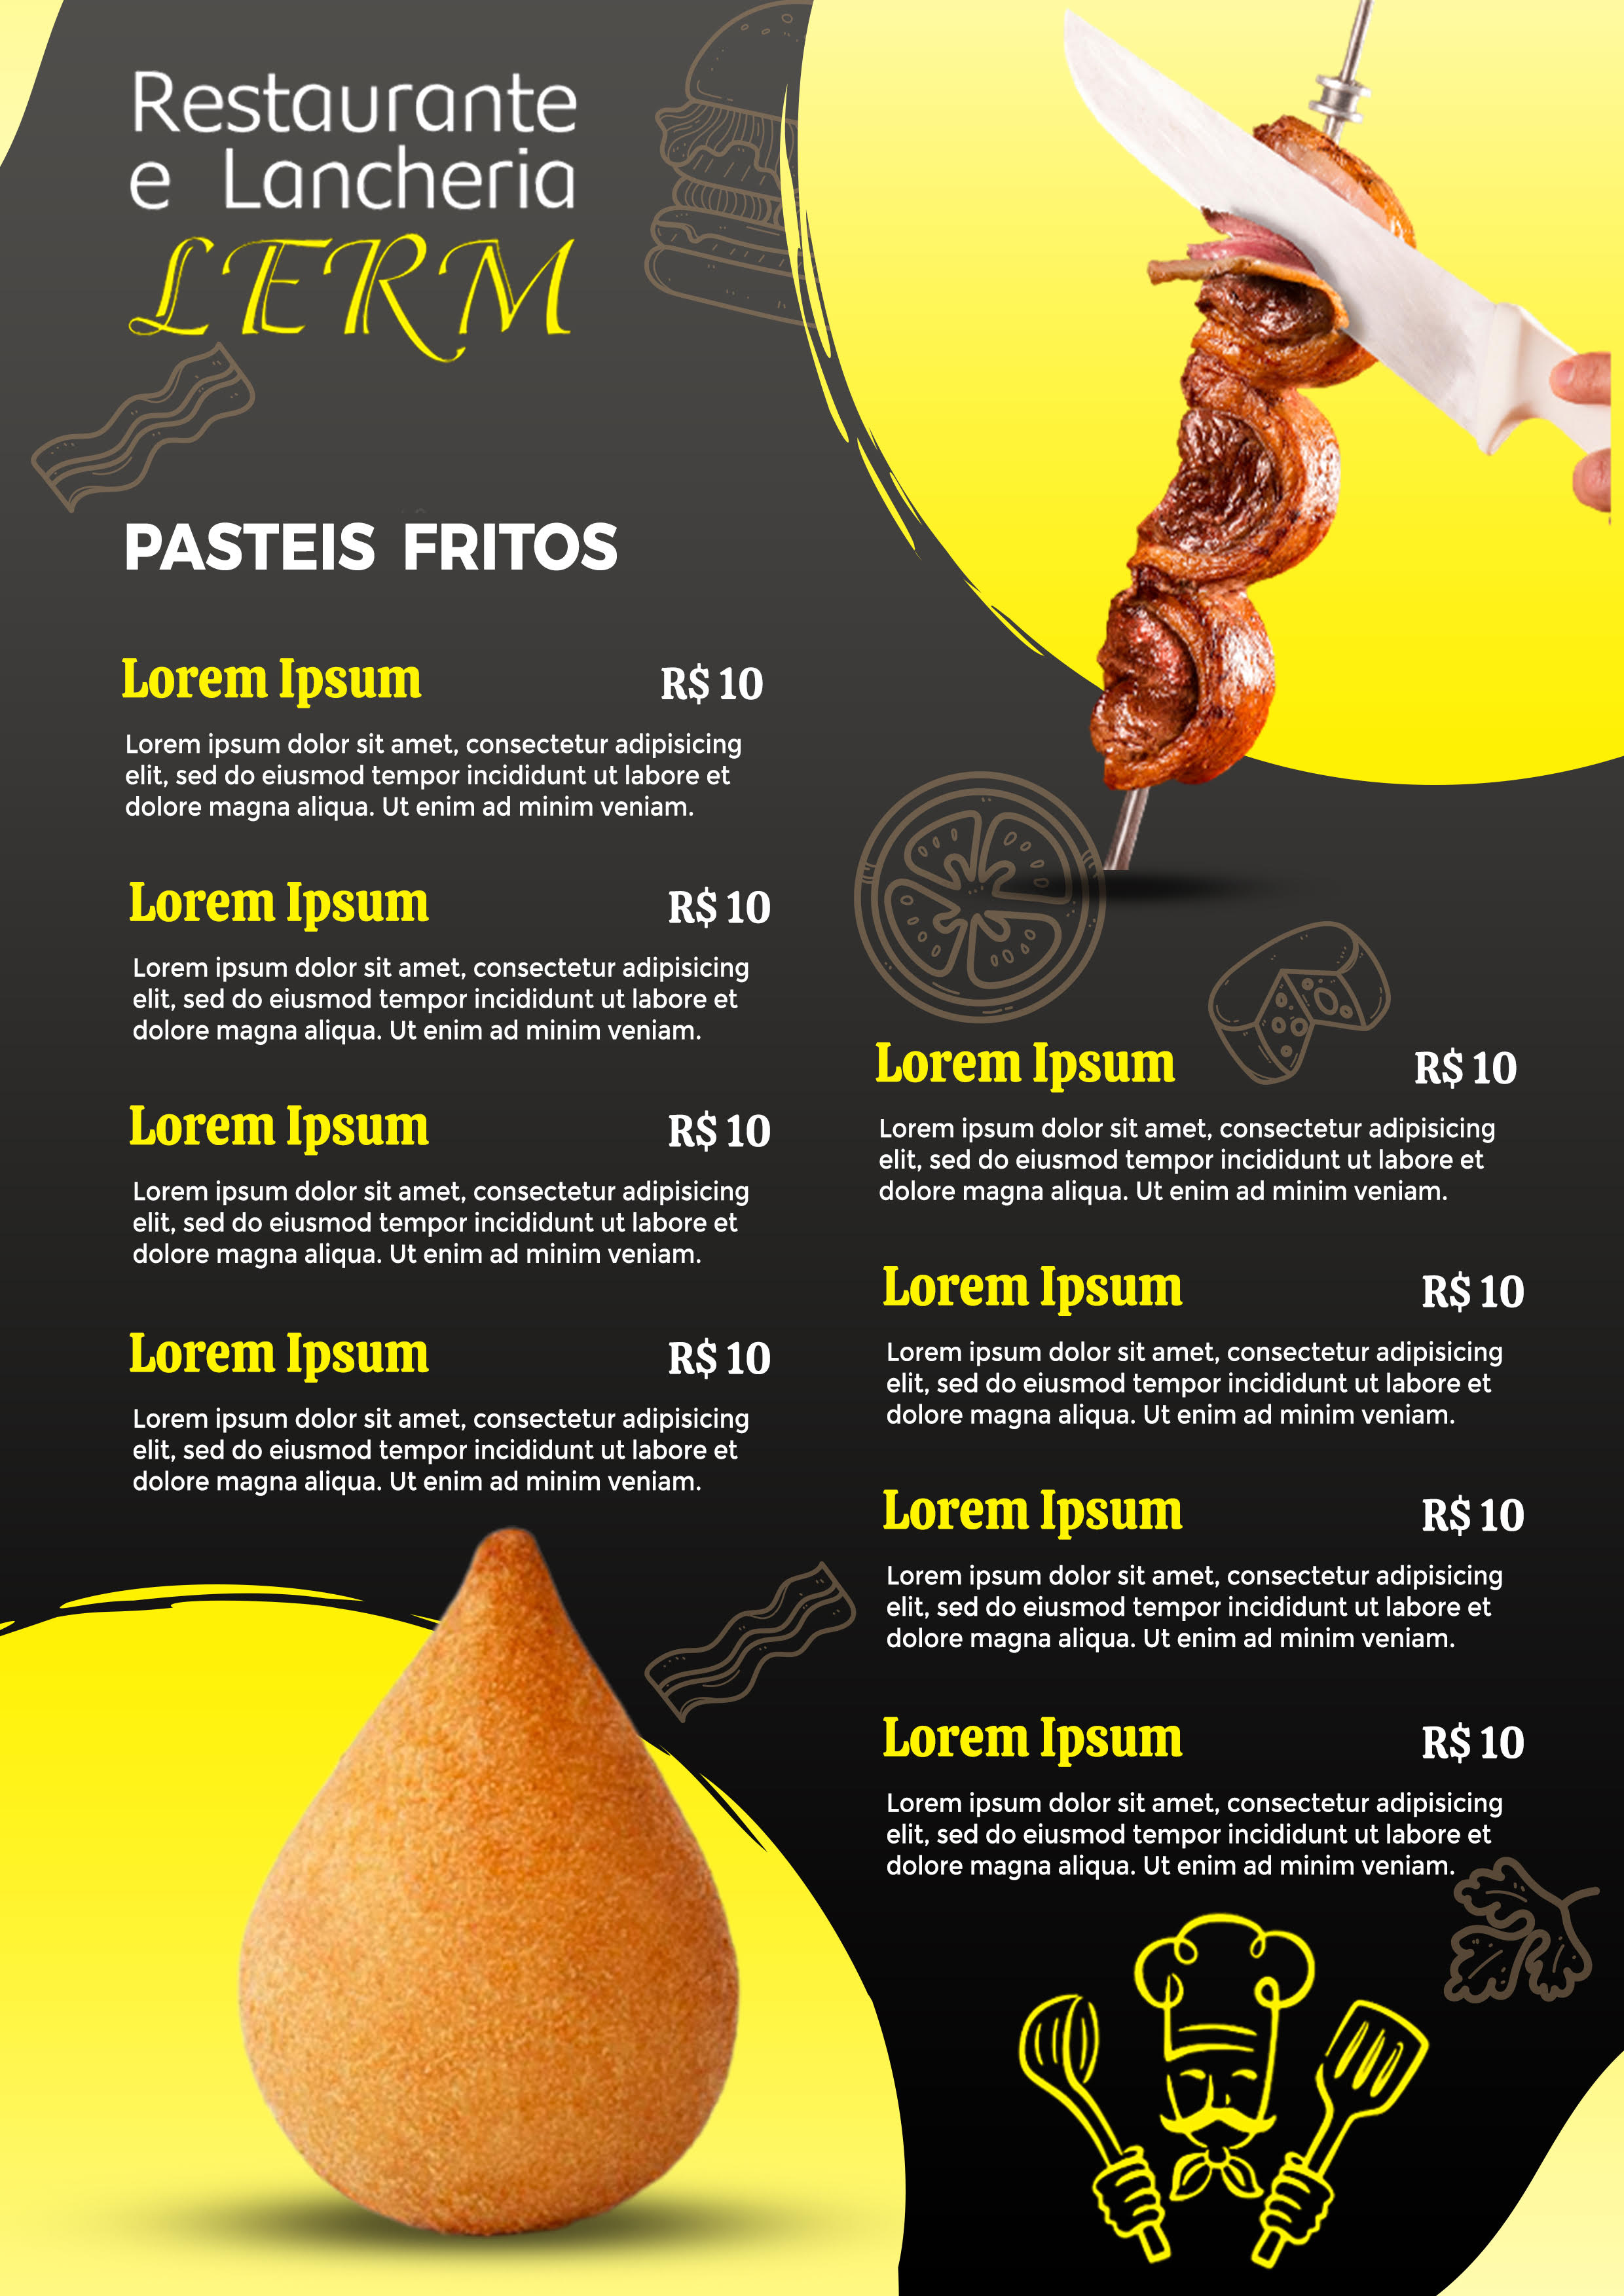 Restaurante
e Lancheria
LERM
PASTEIS FRITOS
Lorem Ipsum R$ 10
Lorem ipsum dolor sit amet, consectetur adipisicing
elit, sed do eiusmod tempor incididunt ut labore et
dolore magna aliqua. Ut enim ad minim veniam.
Lorem Ipsum R$ 10
Lorem ipsum dolor sit amet, consectetur adipisicing
elit, sed do eiusmod tempor incididunt ut labore et
dolore magna aliqua. Ut enim ad minim veniam.
Lorem Ipsum R$ 10
Lorem ipsum dolor sit amet, consectetur adipisicing
elit, sed do eiusmod tempor incididunt ut labore et
dolore magna aliqua. Ut enim ad minim veniam.
Lorem Ipsum R$ 10
Lorem ipsum dolor sit amet, consectetur adipisicing
elit, sed do eiusmod tempor incididunt ut labore et
dolore magna aliqua. Ut enim ad minim veniam.
Lorem Ipsum R$ 10
Lorem ipsum dolor sit amet, consectetur adipisicing
elit, sed do eiusmod tempor incididunt ut labore et
dolore magna aliqua. Ut enim ad minim veniam.
Lorem Ipsum R$ 10
Lorem ipsum dolor sit amet, consectetur adipisicing
elit, sed do eiusmod tempor incididunt ut labore et
dolore magna aliqua. Ut enim ad minim veniam.
Lorem Ipsum R$ 10
Lorem ipsum dolor sit amet, consectetur adipisicing
elit, sed do eiusmod tempor incididunt ut labore et
dolore magna aliqua. Ut enim ad minim veniam.
Lorem Ipsum R$ 10
Lorem ipsum dolor sit amet, consectetur adipisicing
elit, sed do eiusmod tempor incididunt ut labore et
dolore magna aliqua. Ut enim ad minim veniam.